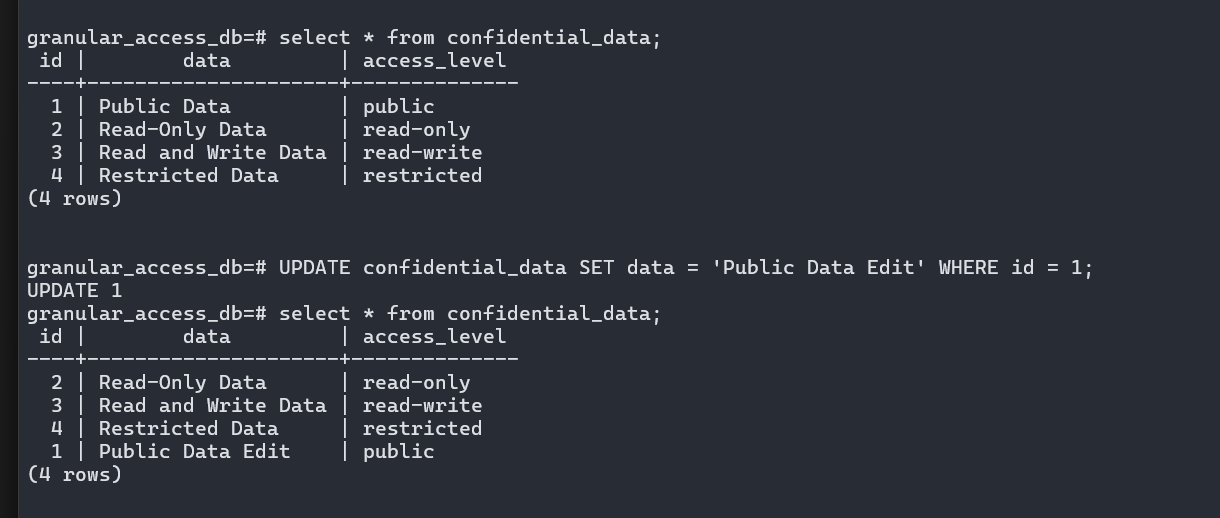 granular_access_db=# select * from confidential_data;
 id |        data         | access_level
----+---------------------+--------------
  1 | Public Data         | public
  2 | Read-Only Data      | read-only
  3 | Read and Write Data | read-write
  4 | Restricted Data     | restricted
(4 rows)
granular_access_db=# UPDATE confidential_data SET data = 'Public Data Edit' WHERE id = 1;
UPDATE 1
granular_access_db=# select * from confidential_data;
 id |        data         | access_level
----+---------------------+--------------
  2 | Read-Only Data      | read-only
  3 | Read and Write Data | read-write
  4 | Restricted Data     | restricted
  1 | Public Data Edit    | public
(4 rows)